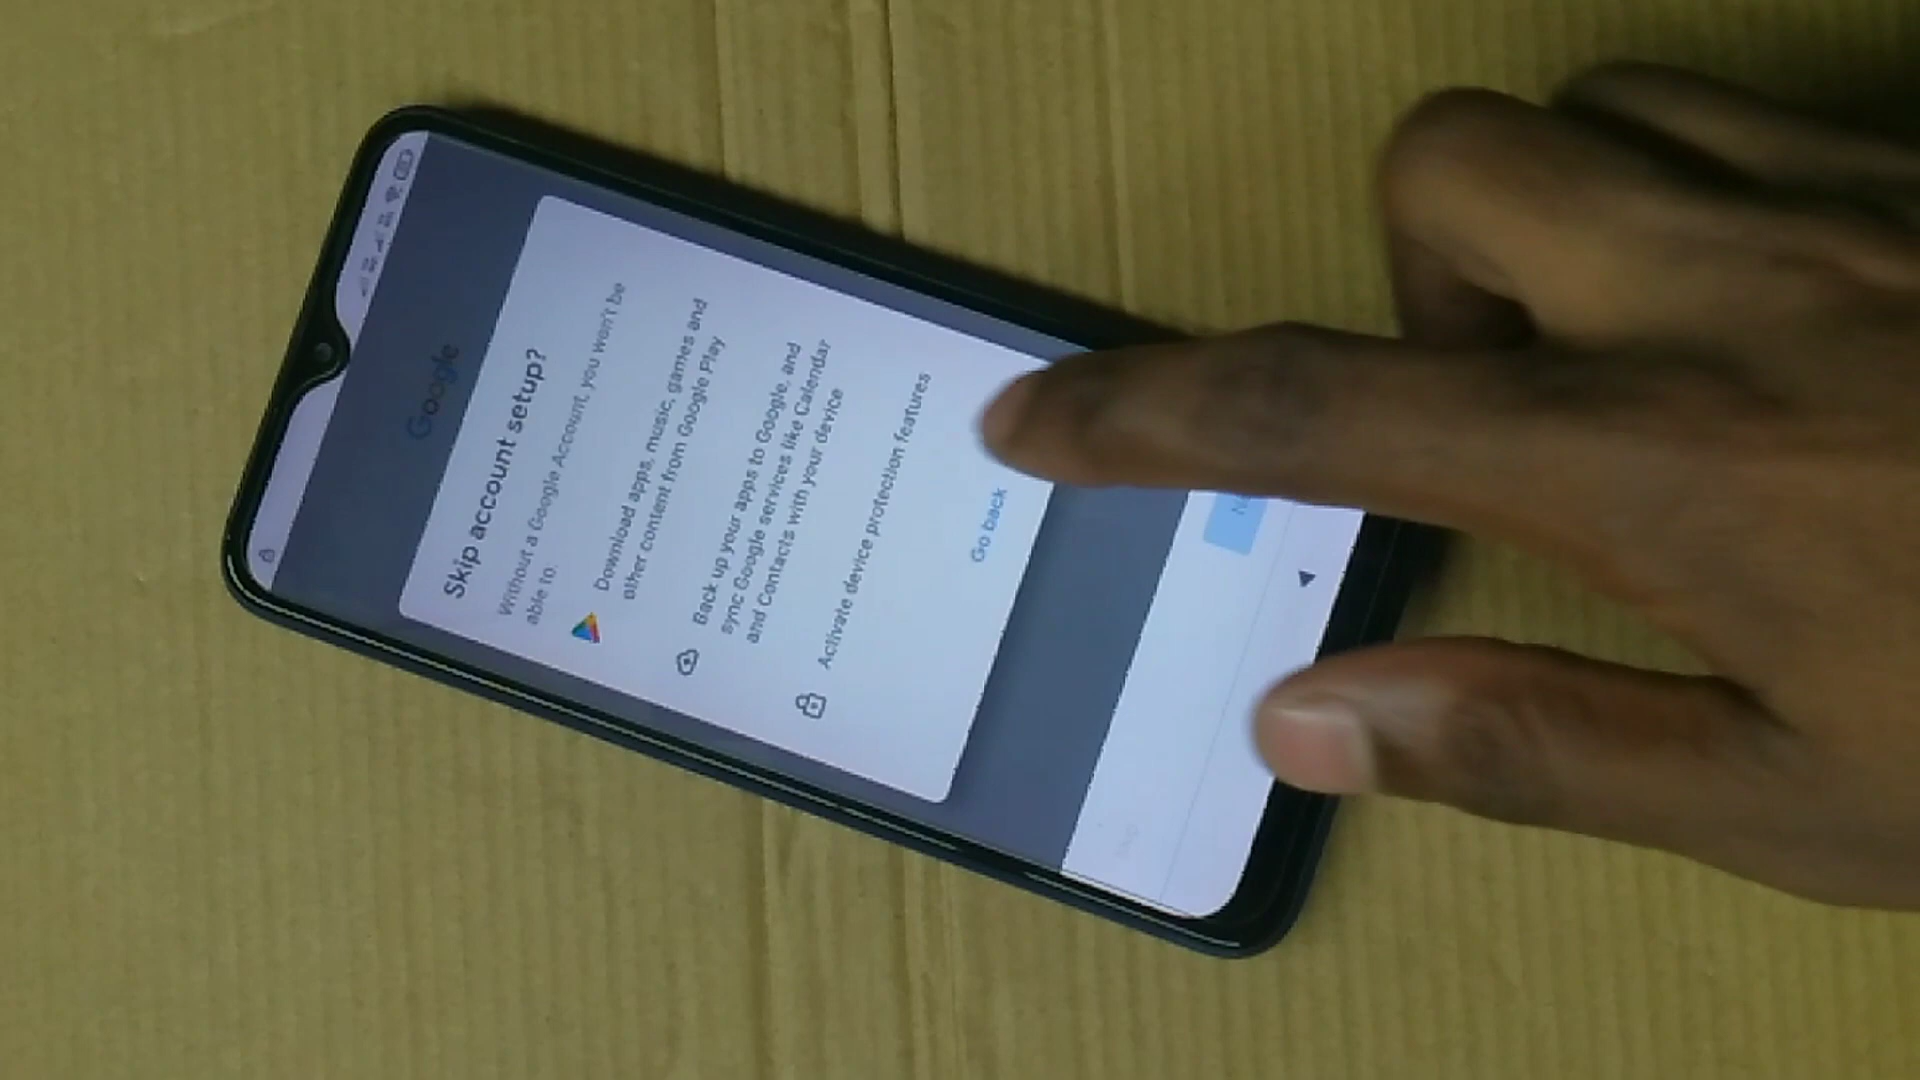 Google
Skip account setup?
Without a Google Account, you won't be
able to:
Download apps, music, games and
other content from Google Play
Back up your apps to Google, and
sync Google services like Calendar
and Contacts with your device
Activate device protection features
Go back